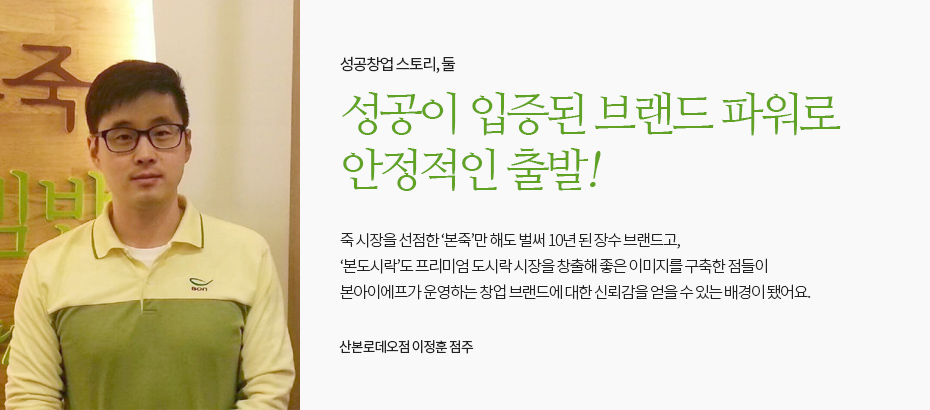 죽
김밥
son
성공창업 스토리, 둘
성공이 입증된 브랜드 파워로
안정적인 출발!
죽 시장을 선점한 ‘본죽’만 해도 벌써 10년 된 장수 브랜드고,
‘본도시락’도 프리미엄 도시락 시장을 창출해 좋은 이미지를 구축한 점들이
본아이에프가 운영하는 창업 브랜드에 대한 신뢰감을 얻을 수 있는 배경이 됐어요.
산본로데오점 이정훈 점주